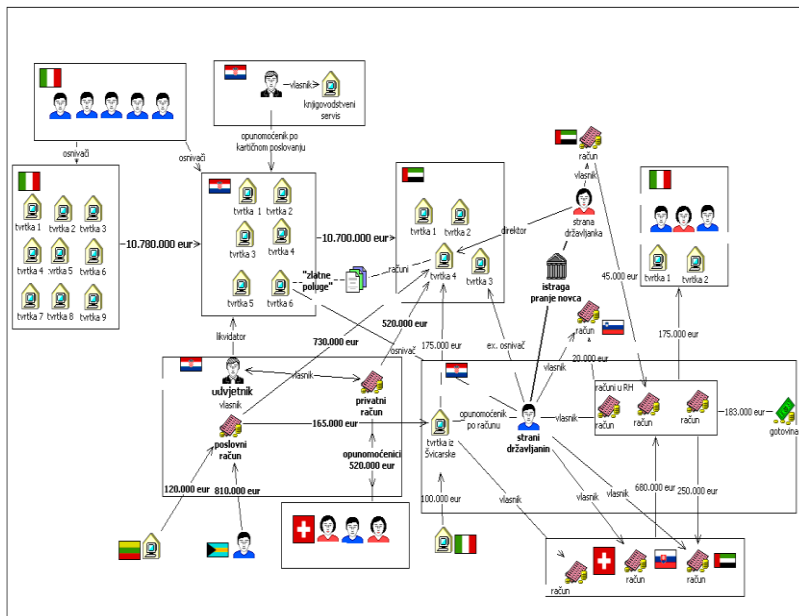 vlasnik
knjigovodstveni
servis
opunomoćenik po
kartičnom poslovanju
osnivači
osnivači
račun
vlasnik
strana
državljanka
direktor
tvrtka 1
tvrtka 2
tvrtka 3
tvrtka 4
tvrtka 5
tvrtka 6
tvrtka 7
tvrtka 8
tvrtka 9
10.780.000 eur
tvrtka 1
tvrtka 2
tvrtka 3
tvrtka 4
tvrtka 5
tvrtka 6
10.700.000 eur
"zlatne
poluge"
računi
tvrtka 1
tvrtka 2
tvrtka 4
tvrtka 3
istraga
pranje novca
45.000 eur
tvrtka 1
tvrtka 2
175.000 eur
likvidator
730.000 eur
520.000 eur
osnivač
175.000 eur
ex. osnivač
račun
20.000 eur
vlasnik
odvjetnik
vlasnik
vlasnik
privatni
račun
poslovni
račun
165.000 eur
opunomoćenici
520.000 eur
tvrtka iz
Švicarske
opunomoćenik
po računu
strani
državljanin
vlasnik
računi u RH
račun
račun
račun
183.000 eur
gotovina
120.000 eur
810.000 eur
100.000 eur
vlasnik
vlasnik
vlasnik
680.000 eur
250.000 eur
račun
račun
račun